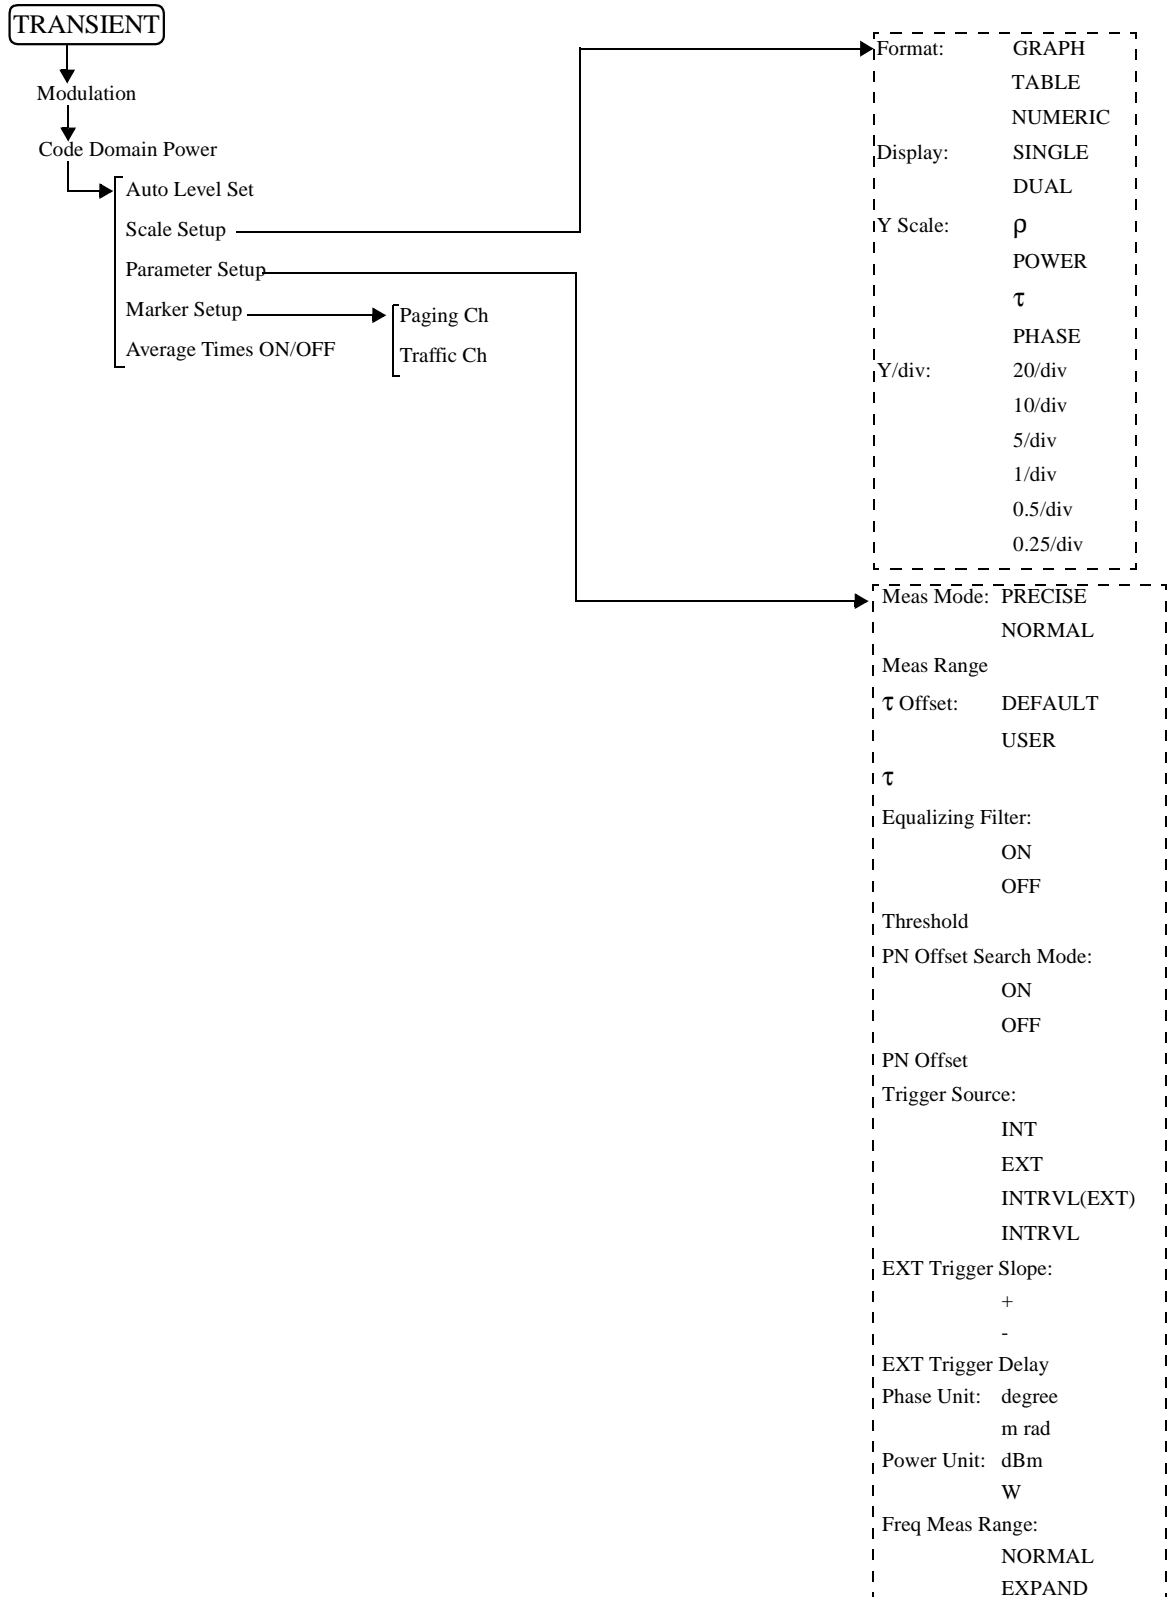 TRANSIENT
Modulation
Code Domain Power
Auto Level Set
Scale Setup
Parameter Setup
Marker Setup
Average Times ON/OFF
Paging Ch
Traffic Ch
Format: GRAPH
TABLE
NUMERIC
Display: SINGLE
DUAL
Y Scale: ρ
POWER
τ
PHASE
Y/div: 20/div
10/div
5/div
1/div
0.5/div
0.25/div
Meas Mode: PRECISE
NORMAL
Meas Range
τ Offset: DEFAULT
USER
τ
Equalizing Filter:
ON
OFF
Threshold
PN Offset Search Mode:
ON
OFF
PN Offset
Trigger Source:
INT
EXT
INTRVL(EXT)
INTRVL
EXT Trigger Slope:
+
-
EXT Trigger Delay
Phase Unit: degree
m rad
Power Unit: dBm
W
Freq Meas Range:
NORMAL
EXPAND